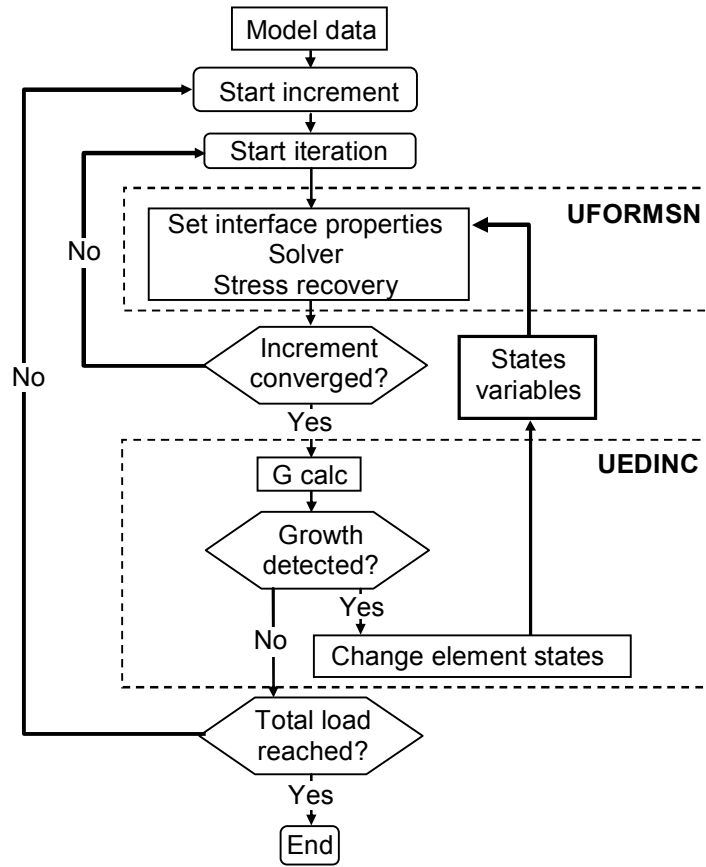 Model data
Start increment
Start iteration
UFORMSN
Set interface properties
Solver
Stress recovery
No
No
Increment
converged?
States
variables
Yes
UEDINC
G calc
Growth
detected?
Yes
No
Change element states
Total load
reached?
Yes
End